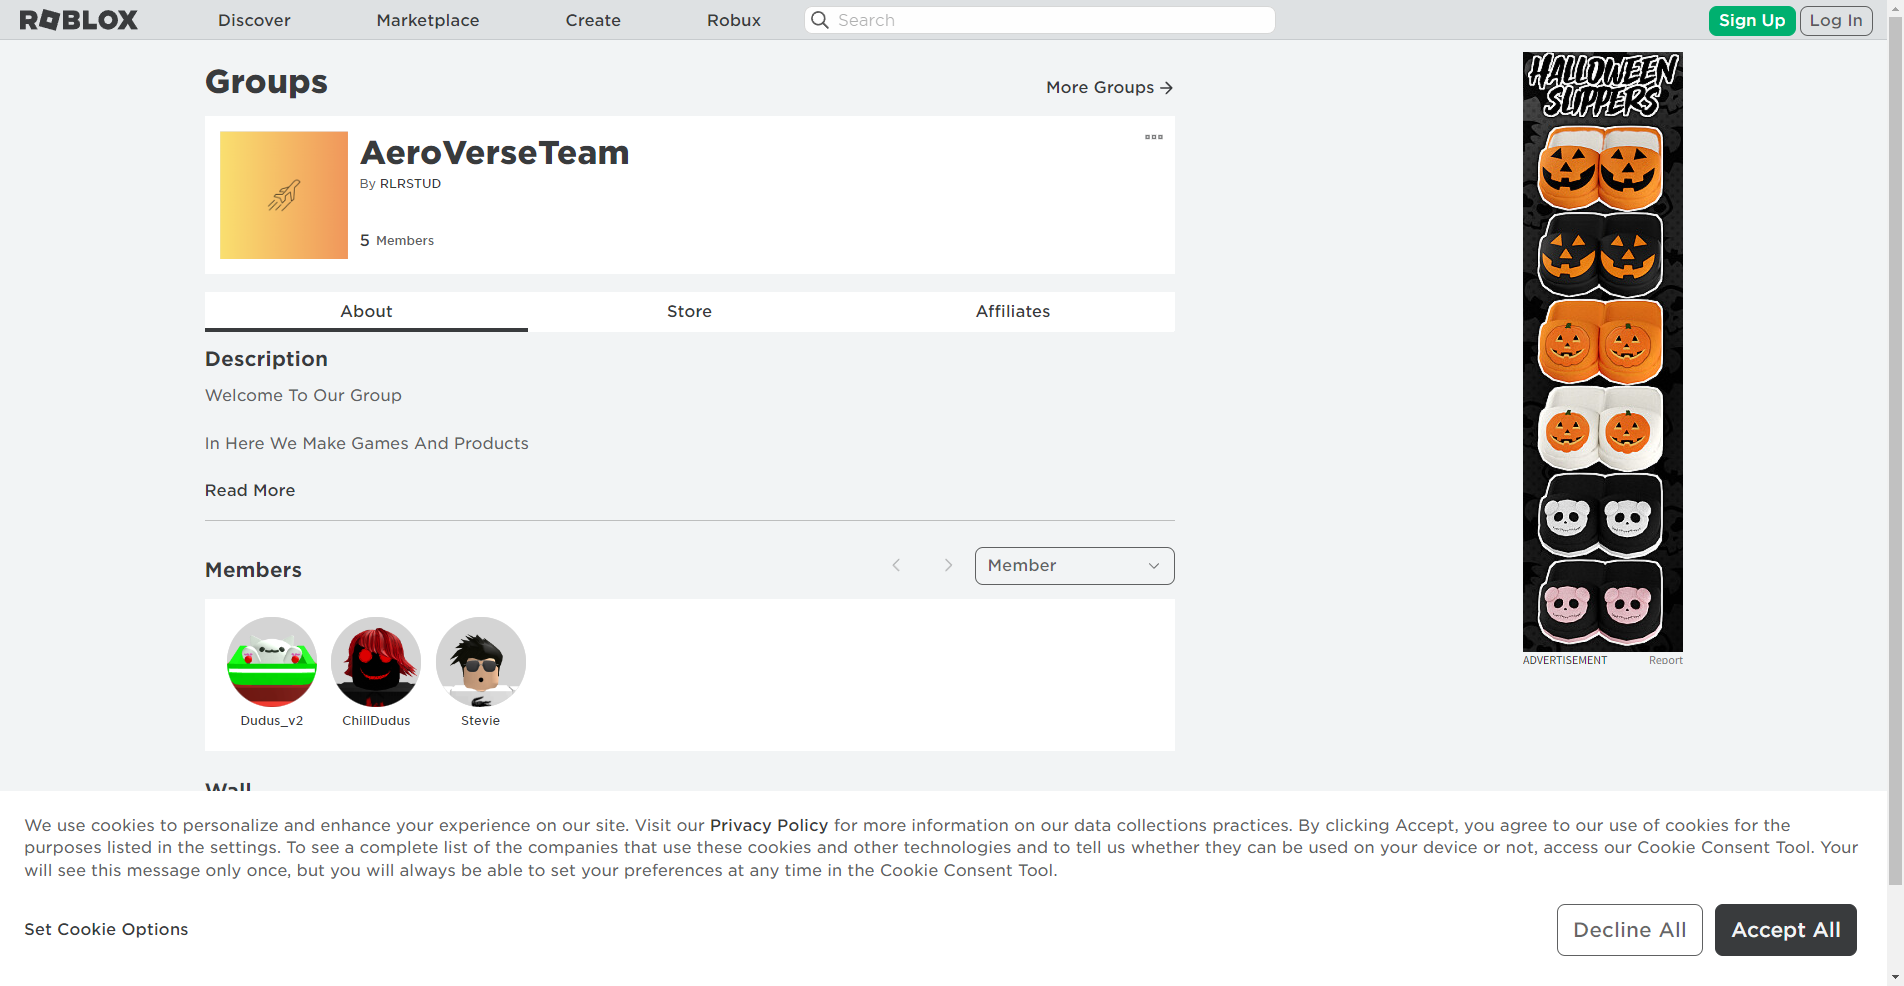 ROBLOX
Discover
Marketplace
Create
Robux
Search
Sign Up
Log In
Groups
More Groups
AeroVerseTeam
By RLRSTUD
5 Members
About
Store
Affiliates
Description
Welcome To Our Group
In Here We Make Games And Products
Read More
Members
Member
Dudus_v2
ChillDudus
Stevie
Wall
HALLOWEEN
SLIPPERS
ADVERTISEMENT
Report
We use cookies to personalize and enhance your experience on our site. Visit our Privacy Policy for more information on our data collections practices. By clicking Accept, you agree to our use of cookies for the
purposes listed in the settings. To see a complete list of the companies that use these cookies and other technologies and to tell us whether they can be used on your device or not, access our Cookie Consent Tool. Your
will see this message only once, but you will always be able to set your preferences at any time in the Cookie Consent Tool.
Set Cookie Options
Decline All
Accept All